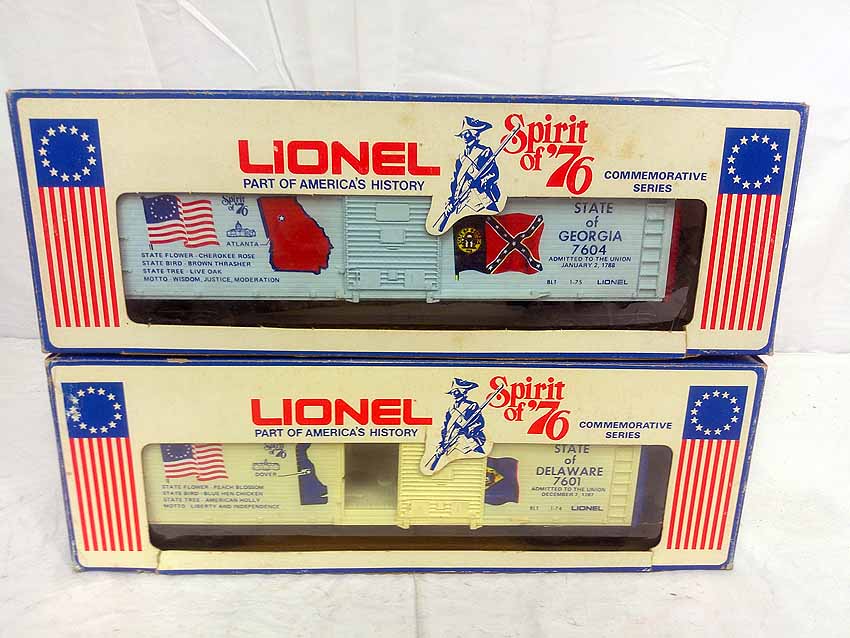 LIONEL
PART OF AMERICA'S HISTORY
Spirit
of '76
COMMEMORATIVE
SERIES
Spirit
of '76
ATLANTA
STATE FLOWER - CHEROKEE ROSE
STATE BIRD - BROWN THRASHER
STATE TREE - LIVE OAK
MOTTO - WISDOM, JUSTICE, MODERATION
STATE
of
GEORGIA
7604
ADMITTED TO THE UNION
JANUARY 2, 1788
BLT 1-75 LIONEL
LIONEL
PART OF AMERICA'S HISTORY
Spirit
of '76
COMMEMORATIVE
SERIES
of '76
DOVER
STATE FLOWER - PEACH BLOSSOM
STATE BIRD - BLUE HEN CHICKEN
STATE TREE - AMERICAN HOLLY
MOTTO - LIBERTY AND INDEPENDENCE
STATE
of
DELAWARE
7601
ADMITTED TO THE UNION
DECEMBER 7, 1787
BLT 1-74 LIONEL